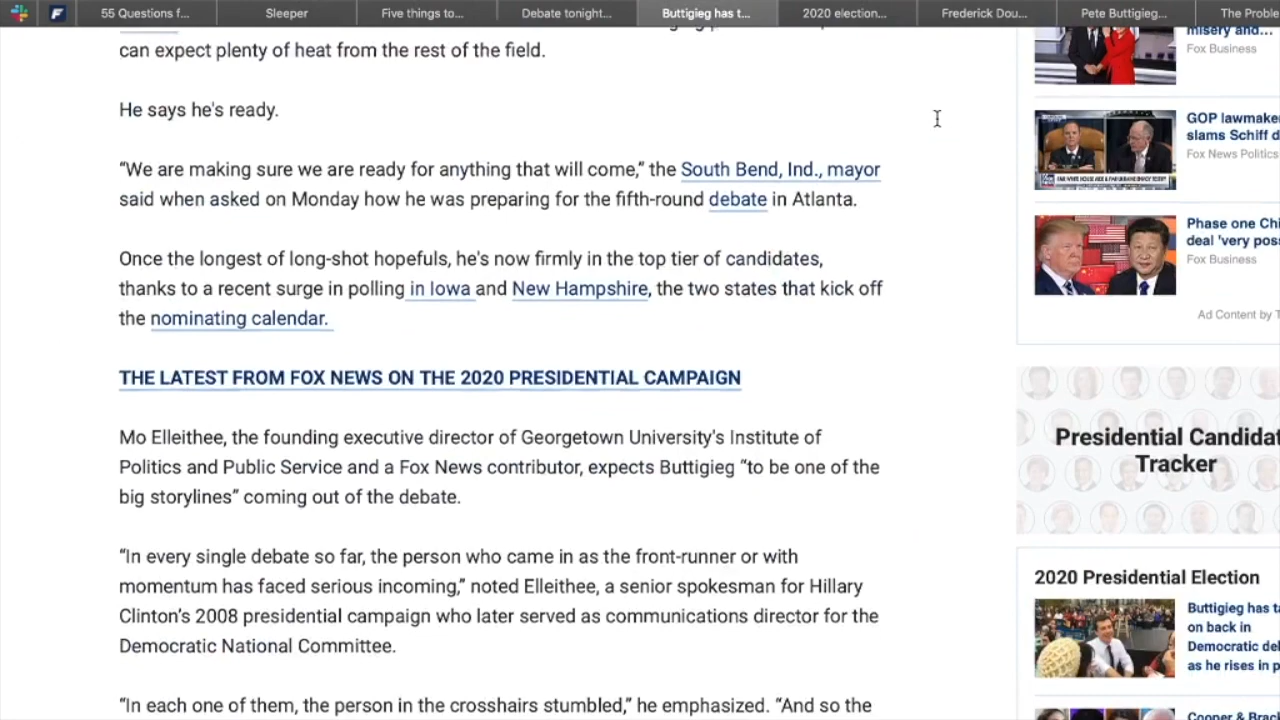 55 Questions f...
Sleeper
Five things to...
Debate tonight...
Buttigieg has t...
2020 election...
Frederick Dou...
Pete Buttigieg...
The Proble
can expect plenty of heat from the rest of the field.
He says he's ready.
“We are making sure we are ready for anything that will come,” the South Bend, Ind., mayor
said when asked on Monday how he was preparing for the fifth-round debate in Atlanta.
Once the longest of long-shot hopefuls, he's now firmly in the top tier of candidates,
thanks to a recent surge in polling in Iowa and New Hampshire, the two states that kick off
the nominating calendar.
THE LATEST FROM FOX NEWS ON THE 2020 PRESIDENTIAL CAMPAIGN
Mo Elleithee, the founding executive director of Georgetown University's Institute of
Politics and Public Service and a Fox News contributor, expects Buttigieg “to be one of the
big storylines” coming out of the debate.
“In every single debate so far, the person who came in as the front-runner or with
momentum has faced serious incoming,” noted Elleithee, a senior spokesman for Hillary
Clinton’s 2008 presidential campaign who later served as communications director for the
Democratic National Committee.
“In each one of them, the person in the crosshairs stumbled,” he emphasized. “And so the
misery and...
Fox Business
GOP lawmake
slams Schiff d
Fox News Politics
Phase one Chi
deal 'very pos
Fox Business
Ad Content by T
Presidential Candidat
Tracker
2020 Presidential Election
Buttigieg has ta
on back in
Democratic del
as he rises in p
Cooper & Brac